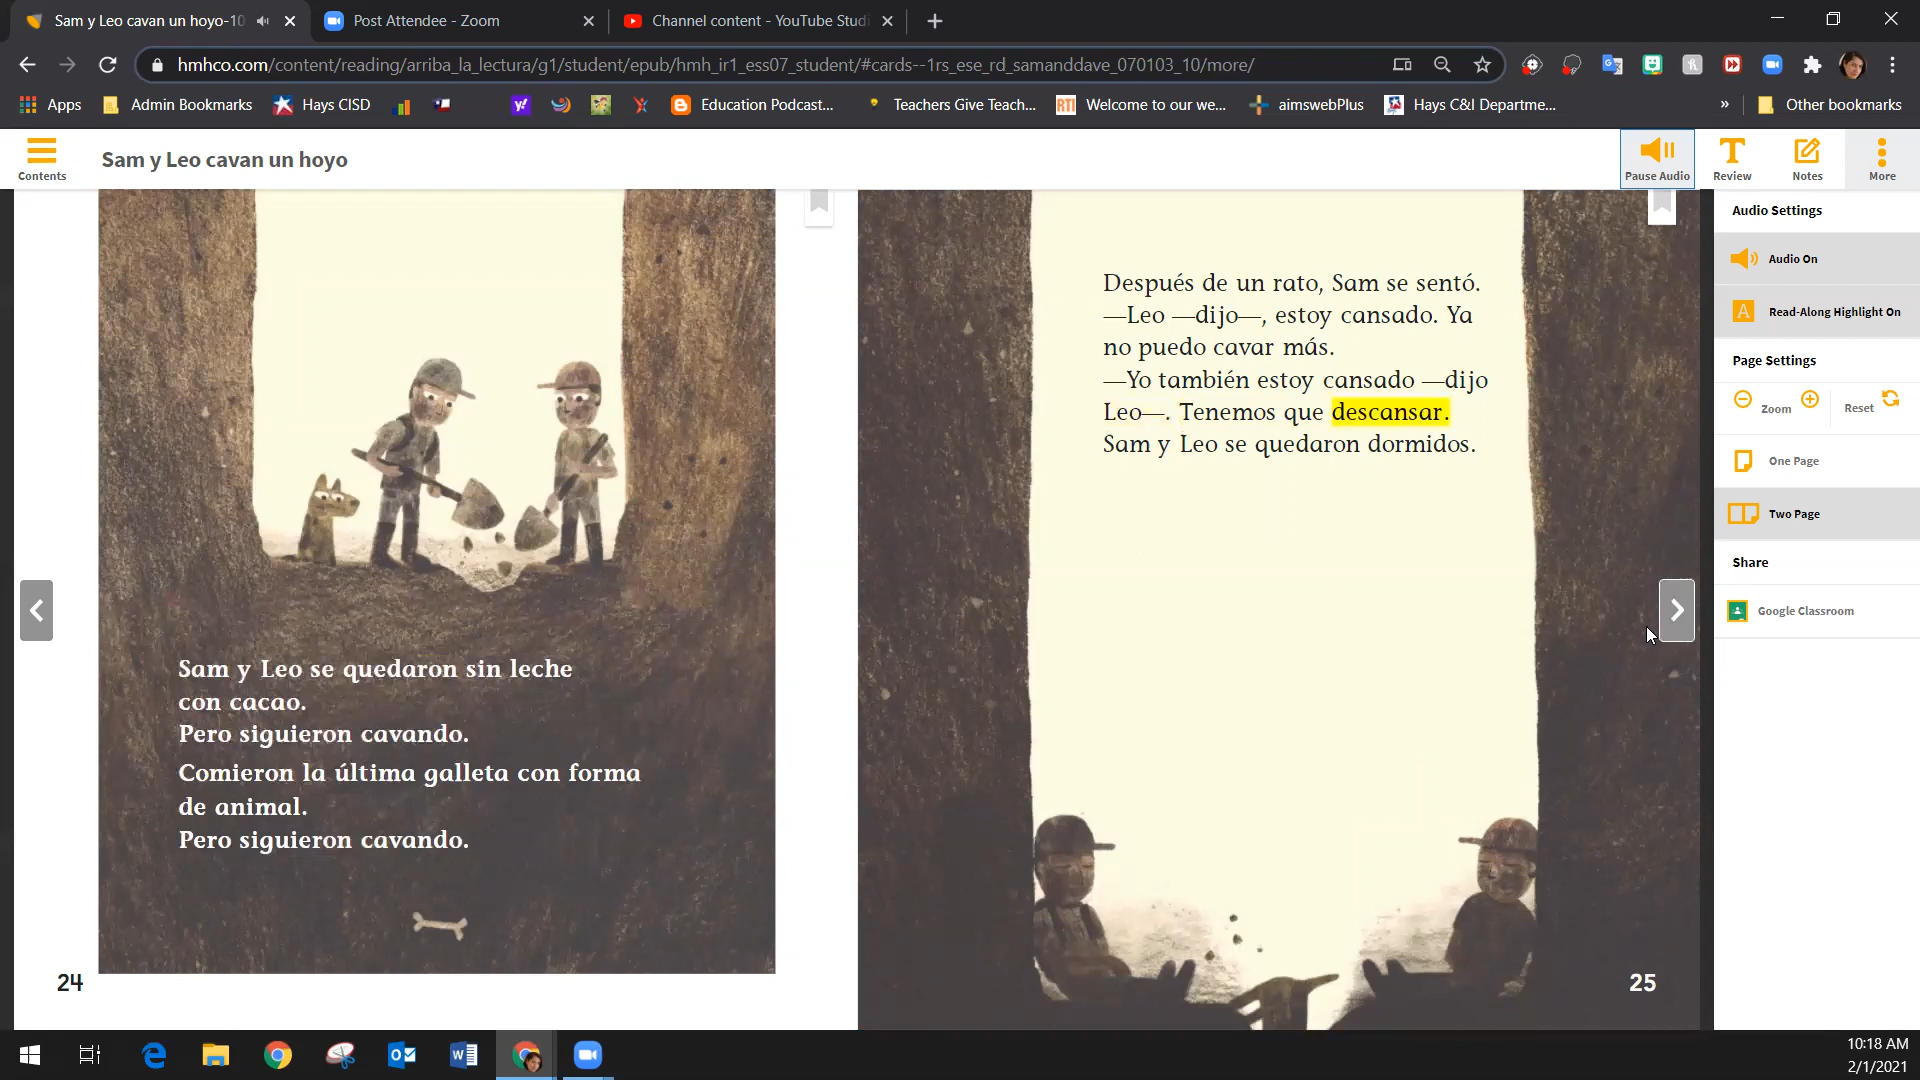 Sam y Leo cavan un hoyo-10
Post Attendee - Zoom
Channel content - YouTube Studi
hmhco.com/content/reading/arriba_la_lectura/g1/student/epub/hmh_ir1_ess07_student/#cards--1rs_ese_rd_samanddave_070103_10/more/
Apps
Admin Bookmarks
Hays CISD
Education Podcast...
Teachers Give Teach...
RTI
Welcome to our we...
aimswebPlus
Hays C&I Departme...
»
Other bookmarks
Contents
Sam y Leo cavan un hoyo
Pause Audio
Review
Notes
More
Sam y Leo se quedaron sin leche
con cacao.
Pero siguieron cavando.
Comieron la última galleta con forma
de animal.
Pero siguieron cavando.
24
Después de un rato, Sam se sentó.
—Leo —dijo—, estoy cansado. Ya
no puedo cavar más.
—Yo también estoy cansado —dijo
Leo—. Tenemos que descansar.
Sam y Leo se quedaron dormidos.
25
Audio Settings
Audio On
Read-Along Highlight On
Page Settings
Zoom
Reset
One Page
Two Page
Share
Google Classroom
10:18 AM
2/1/2021